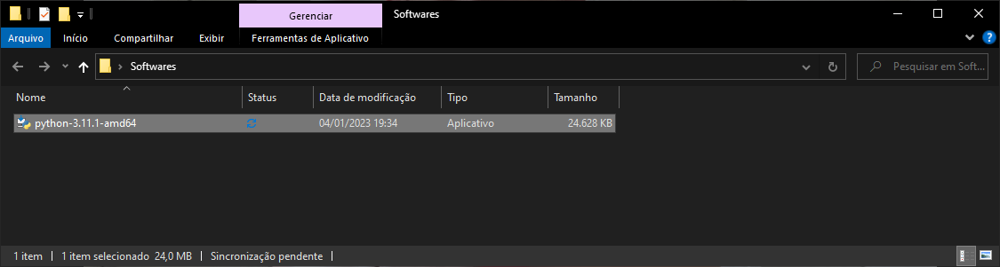 Gerenciar Softwares
Arquivo Início Compartilhar Exibir Ferramentas de Aplicativo
Softwares Pesquisar em Soft...
Nome Status Data de modificação Tipo Tamanho
python-3.11.1-amd64 04/01/2023 19:34 Aplicativo 24.628 KB
1 item 1 item selecionado 24,0 MB Sincronização pendente